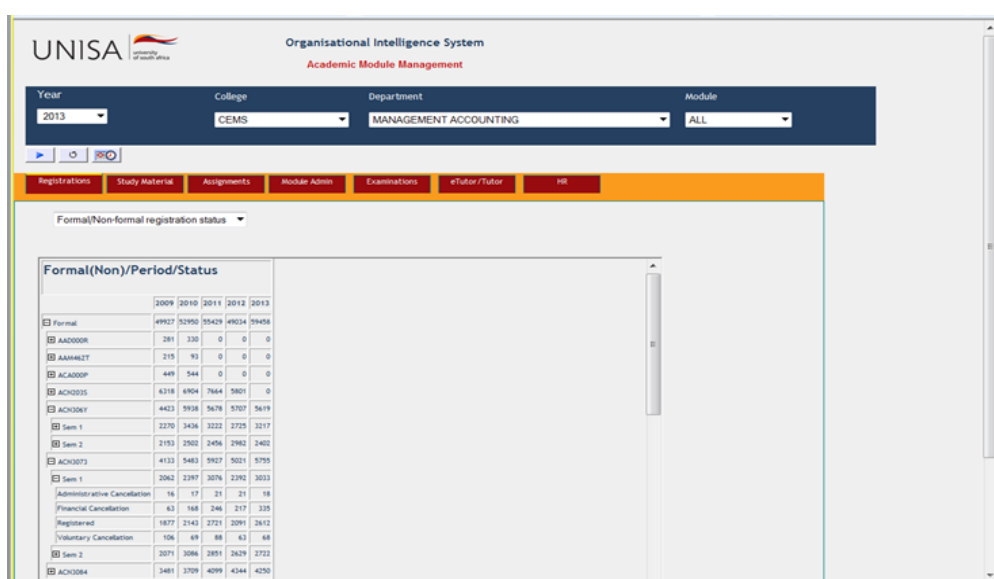 UNISA university of south africa
Organisational Intelligence System
Academic Module Management
Year College Department Module
2013 CEMS MANAGEMENT ACCOUNTING ALL
Registrations Study Material Assignments Module Admin Examinations eTutor/Tutor HR
Formal/Non-formal registration status
Formal(Non)/Period/Status
2009 2010 2011 2012 2013
Formal 49927 52950 55429 49034 59458
AAD000R 281 330 0 0 0
AAM462T 215 93 0 0 0
ACA000P 449 544 0 0 0
ACN203S 6318 6904 7664 5801 0
ACN306Y 4423 5938 5678 5707 5619
Sem 1 2270 3436 3222 2725 3217
Sem 2 2153 2502 2456 2982 2402
ACN3073 4133 5483 5927 5021 5755
Sem 1 2062 2397 3076 2392 3033
Administrative Cancellation 16 17 21 21 18
Financial Cancellation 63 168 246 217 335
Registered 1877 2143 2721 2091 2612
Voluntary Cancellation 106 69 88 63 68
Sem 2 2071 3086 2851 2629 2722
ACN3084 3481 3709 4099 4344 4250